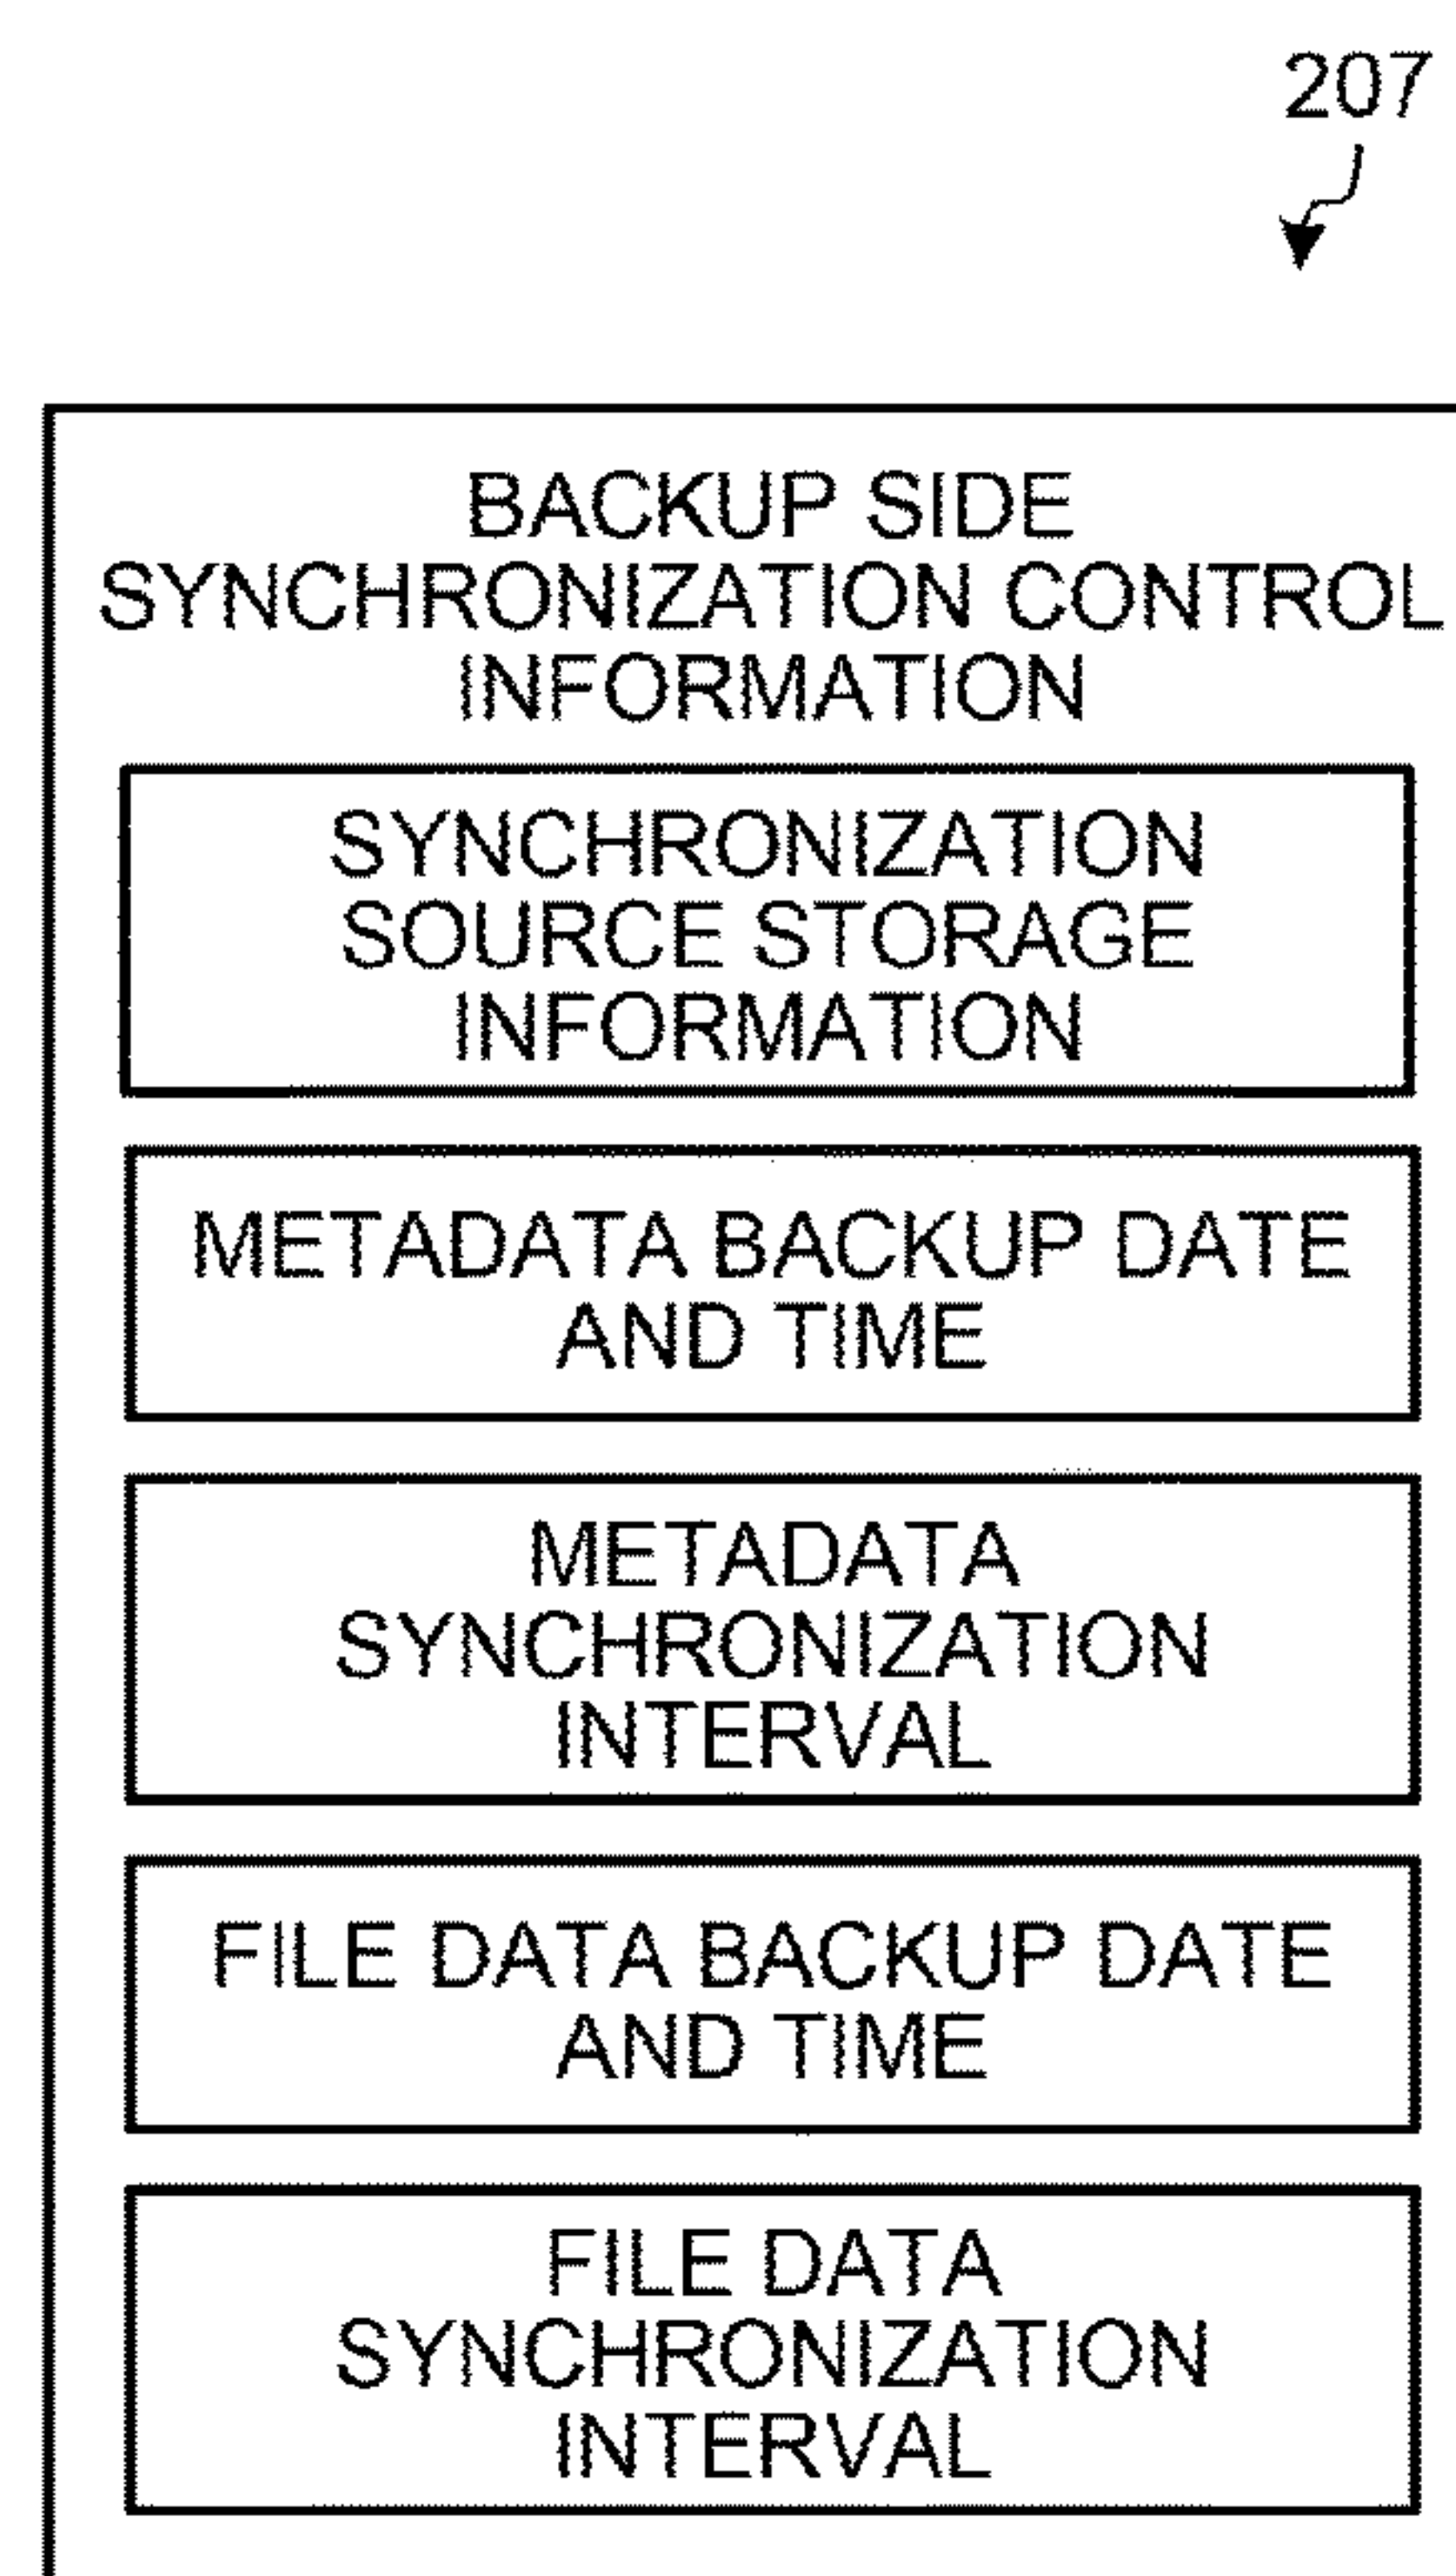 207
BACKUP SIDE
SYNCHRONIZATION CONTROL
INFORMATION
SYNCHRONIZATION
SOURCE STORAGE
INFORMATION
METADATA BACKUP DATE
AND TIME
METADATA
SYNCHRONIZATION
INTERVAL
FILE DATA BACKUP DATE
AND TIME
FILE DATA
SYNCHRONIZATION
INTERVAL